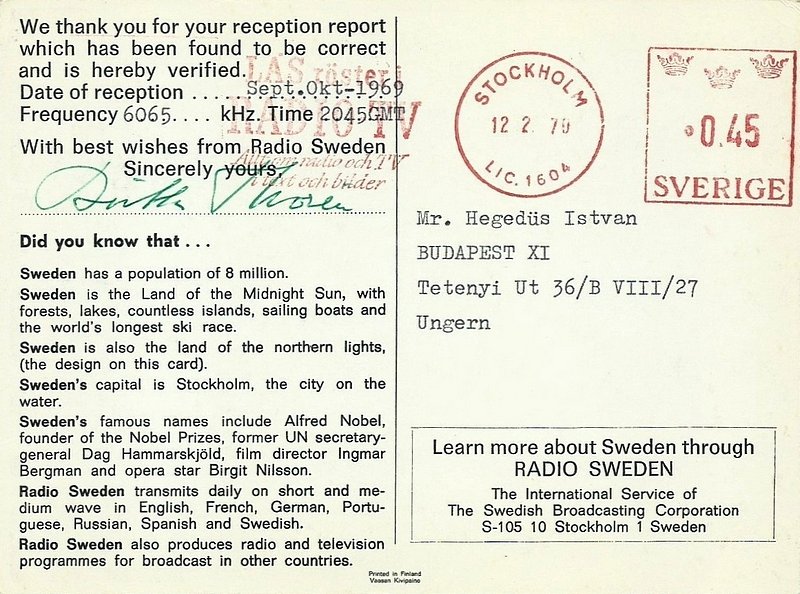 We thank you for your reception report
which has been found to be correct
and is hereby verified.
Date of reception ..... Sept.Okt-1969
Frequency 6065.... kHz. Time 2045GMT
With best wishes from Radio Sweden
Sincerely yours,
LÄS röster i
RADIO TV
Allt om radio och TV
i text och bilder
Did you know that ...
Sweden has a population of 8 million.
Sweden is the Land of the Midnight Sun, with
forests, lakes, countless islands, sailing boats and
the world's longest ski race.
Sweden is also the land of the northern lights,
(the design on this card).
Sweden's capital is Stockholm, the city on the
water.
Sweden's famous names include Alfred Nobel,
founder of the Nobel Prizes, former UN secretary-
general Dag Hammarskjöld, film director Ingmar
Bergman and opera star Birgit Nilsson.
Radio Sweden transmits daily on short and me-
dium wave in English, French, German, Portu-
guese, Russian, Spanish and Swedish.
Radio Sweden also produces radio and television
programmes for broadcast in other countries.
Printed in Finland
Vaasan Kivipaino
STOCKHOLM
12 2. 70
LIC. 1604
0.45
SVERIGE
Mr. Hegedüs Istvan
BUDAPEST XI
Tetenyi Ut 36/B VIII/27
Ungern
Learn more about Sweden through
RADIO SWEDEN
The International Service of
The Swedish Broadcasting Corporation
S-105 10 Stockholm 1 Sweden